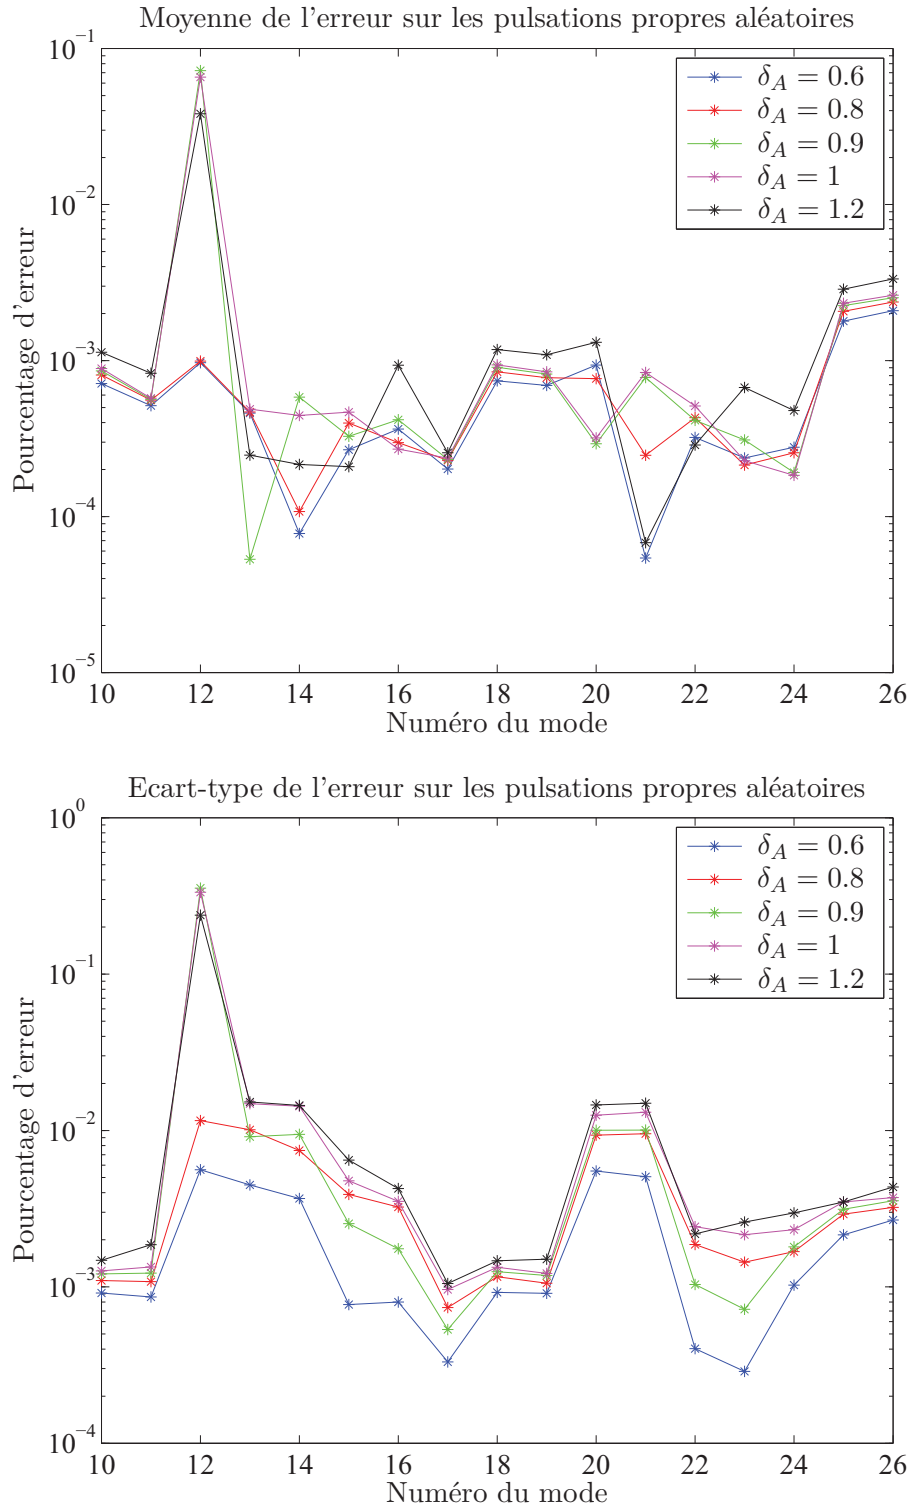 Moyenne de l'erreur sur les pulsations propres aléatoires
10⁻¹
10⁻²
10⁻³
10⁻⁴
10⁻⁵
Pourcentage d'erreur
δ_A = 0.6
δ_A = 0.8
δ_A = 0.9
δ_A = 1
δ_A = 1.2
10 12 14 16 18 20 22 24 26
Numéro du mode
Ecart-type de l'erreur sur les pulsations propres aléatoires
10⁰
10⁻¹
10⁻²
10⁻³
10⁻⁴
Pourcentage d'erreur
δ_A = 0.6
δ_A = 0.8
δ_A = 0.9
δ_A = 1
δ_A = 1.2
10 12 14 16 18 20 22 24 26
Numéro du mode